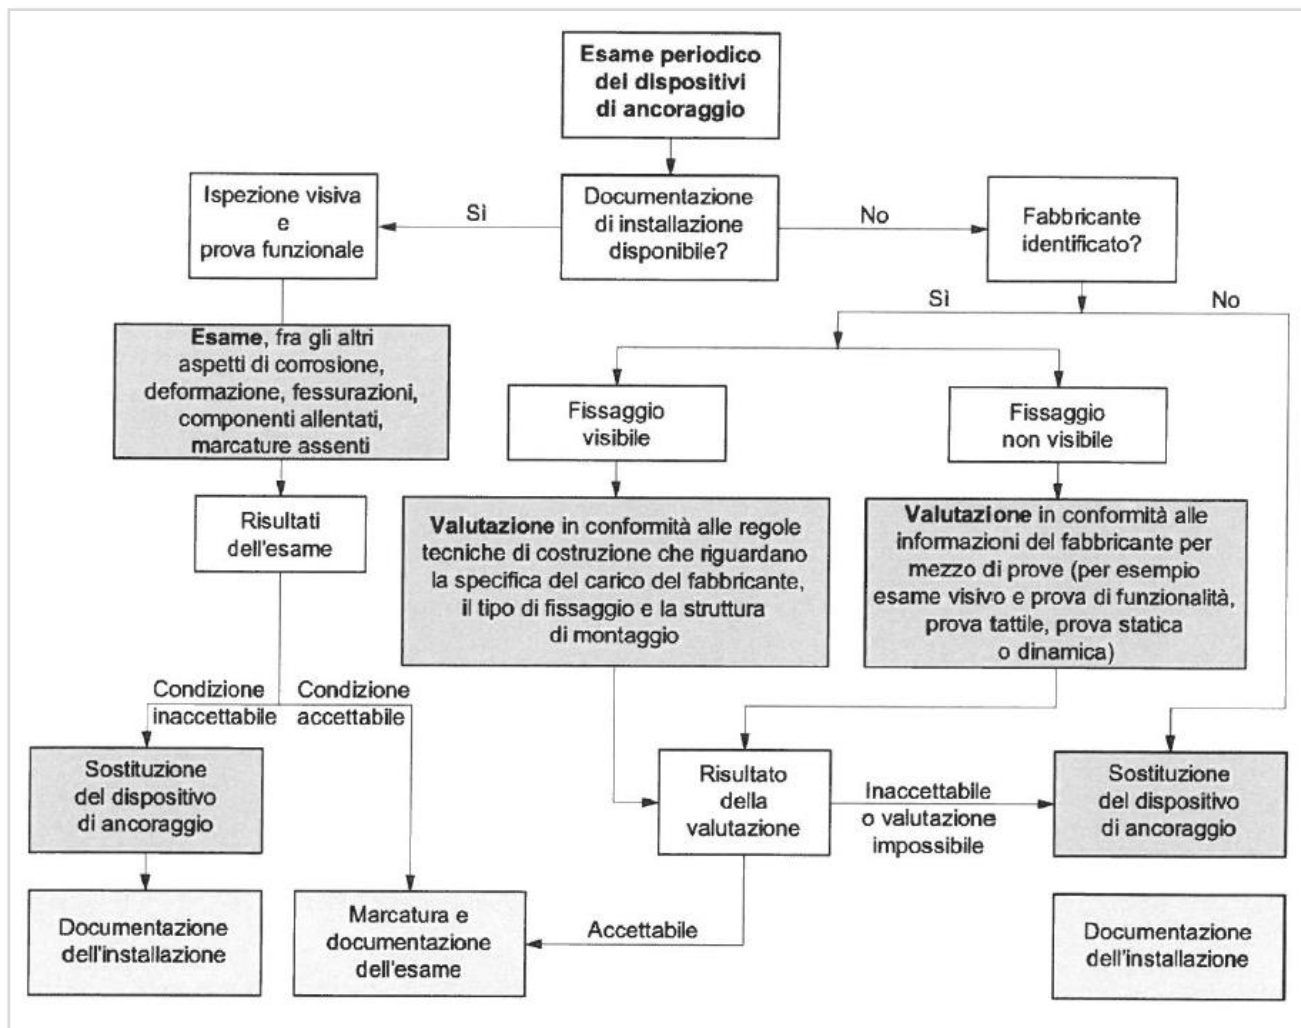 Esame periodico
dei dispositivi
di ancoraggio
Ispezione visiva
e
prova funzionale
Sì
Documentazione
di installazione
disponibile?
No
Fabbricante
identificato?
Sì
No
Esame, fra gli altri
aspetti di corrosione,
deformazione, fessurazioni,
componenti allentati,
marcature assenti
Fissaggio
visibile
Fissaggio
non visibile
Risultati
dell'esame
Valutazione in conformità alle regole
tecniche di costruzione che riguardano
la specifica del carico del fabbricante,
il tipo di fissaggio e la struttura
di montaggio
Valutazione in conformità alle
informazioni del fabbricante per
mezzo di prove (per esempio
esame visivo e prova di funzionalità,
prova tattile, prova statica
o dinamica)
Condizione
inaccettabile
Condizione
accettabile
Sostituzione
del dispositivo
di ancoraggio
Risultato
della
valutazione
Inaccettabile
o valutazione
impossibile
Sostituzione
del dispositivo
di ancoraggio
Documentazione
dell'installazione
Marcatura e
documentazione
dell'esame
Accettabile
Documentazione
dell'installazione